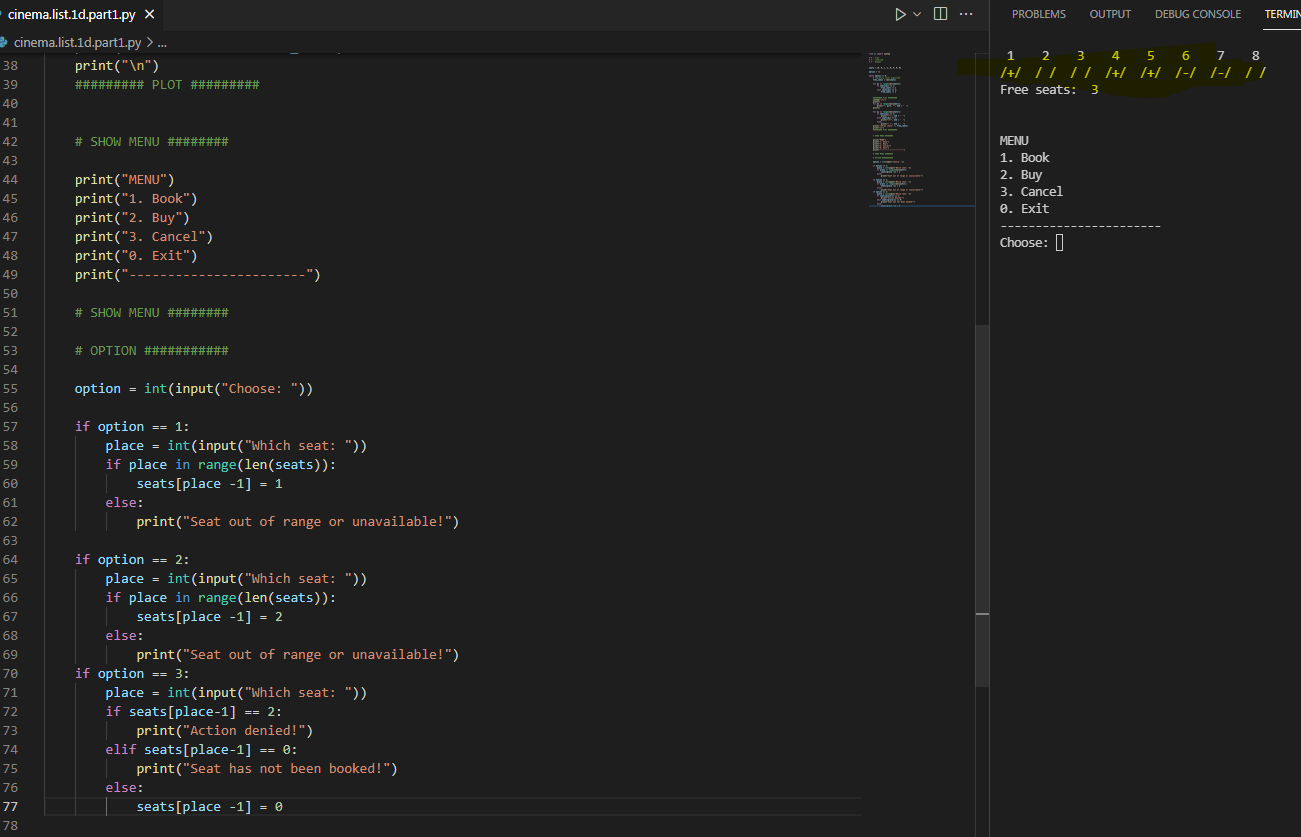 cinema.list.1d.part1.py
cinema.list.1d.part1.py > ...
38 print("\n")
39 ######### PLOT #########
40
41
42 # SHOW MENU ########
43
44 print("MENU")
45 print("1. Book")
46 print("2. Buy")
47 print("3. Cancel")
48 print("0. Exit")
49 print("-----------------------")
50
51 # SHOW MENU ########
52
53 # OPTION ###########
54
55 option = int(input("Choose: "))
56
57 if option == 1:
58 place = int(input("Which seat: "))
59 if place in range(len(seats)):
60 seats[place -1] = 1
61 else:
62 print("Seat out of range or unavailable!")
63
64 if option == 2:
65 place = int(input("Which seat: "))
66 if place in range(len(seats)):
67 seats[place -1] = 2
68 else:
69 print("Seat out of range or unavailable!")
70 if option == 3:
71 place = int(input("Which seat: "))
72 if seats[place-1] == 2:
73 print("Action denied!")
74 elif seats[place-1] == 0:
75 print("Seat has not been booked!")
76 else:
77 seats[place -1] = 0
78
PROBLEMS OUTPUT DEBUG CONSOLE TERMIN
1 2 3 4 5 6 7 8
/+/ / / / / /+/ /+/ /-/ /-/ / /
Free seats: 3
MENU
1. Book
2. Buy
3. Cancel
0. Exit
-----------------------
Choose: